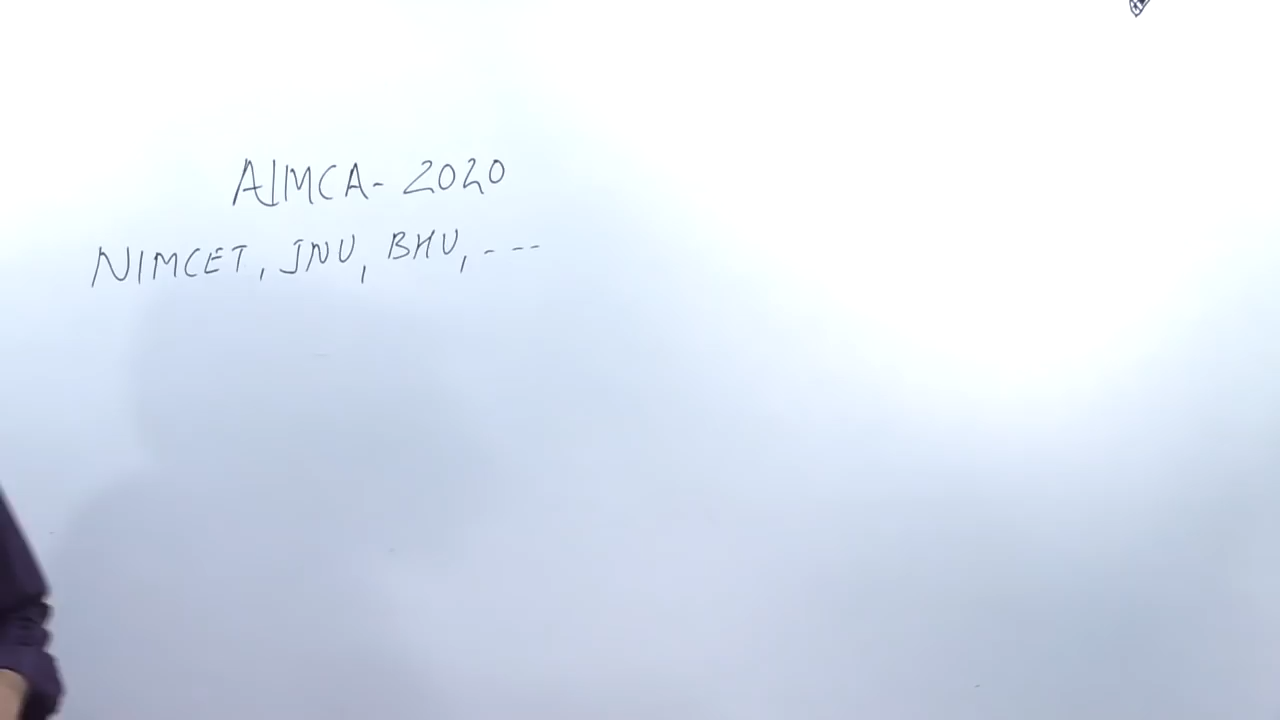 AIMCA- 2020
NIMCET, JNU, BHU, ----